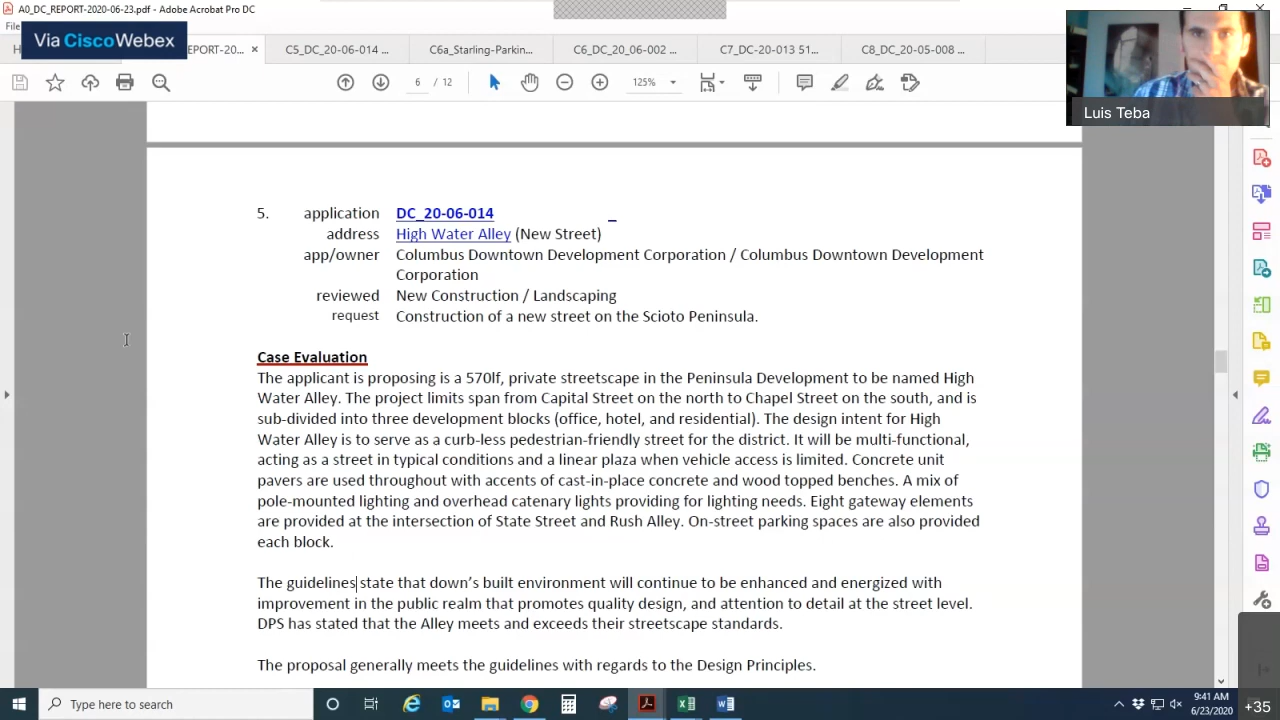 A0_DC_REPORT-2020-06-23.pdf - Adobe Acrobat Pro DC
Via CiscoWebex
EPORT-20... × C5_DC_20-06-014 ... C6a_Starling-Parkin... C6_DC_20_06-002 ... C7_DC-20-013 51... C8_DC_20-05-008 ...
6 / 12 125%
Luis Teba
5. application DC_20-06-014
address High Water Alley (New Street)
app/owner Columbus Downtown Development Corporation / Columbus Downtown Development
Corporation
reviewed New Construction / Landscaping
request Construction of a new street on the Scioto Peninsula.
Case Evaluation
The applicant is proposing is a 570lf, private streetscape in the Peninsula Development to be named High
Water Alley. The project limits span from Capital Street on the north to Chapel Street on the south, and is
sub-divided into three development blocks (office, hotel, and residential). The design intent for High
Water Alley is to serve as a curb-less pedestrian-friendly street for the district. It will be multi-functional,
acting as a street in typical conditions and a linear plaza when vehicle access is limited. Concrete unit
pavers are used throughout with accents of cast-in-place concrete and wood topped benches. A mix of
pole-mounted lighting and overhead catenary lights providing for lighting needs. Eight gateway elements
are provided at the intersection of State Street and Rush Alley. On-street parking spaces are also provided
each block.
The guidelines state that down's built environment will continue to be enhanced and energized with
improvement in the public realm that promotes quality design, and attention to detail at the street level.
DPS has stated that the Alley meets and exceeds their streetscape standards.
The proposal generally meets the guidelines with regards to the Design Principles.
Type here to search
9:41 AM
6/23/2020
+35